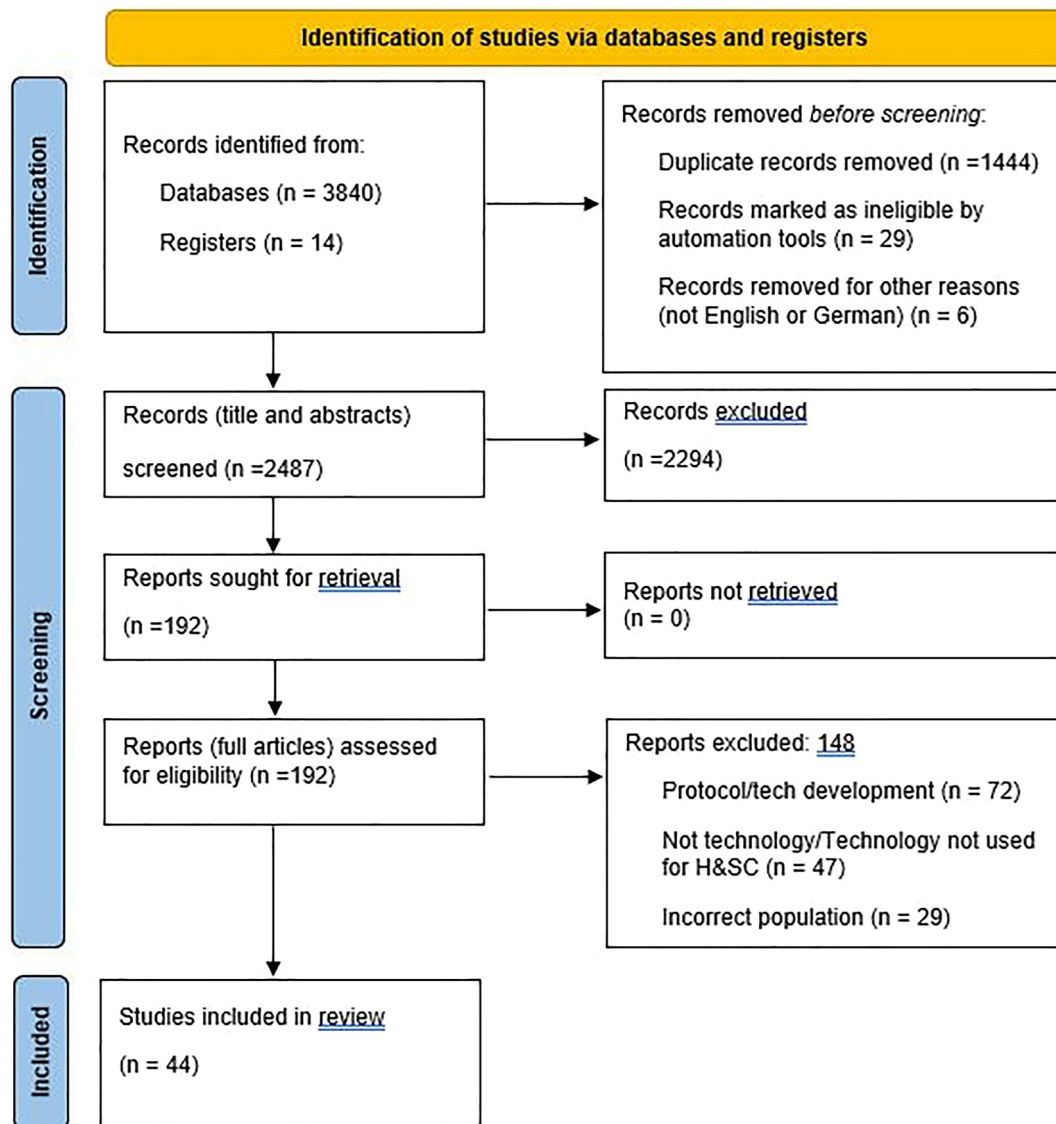 Identification of studies via databases and registers
Identification
Records identified from:
Databases (n = 3840)
Registers (n = 14)
Records removed before screening:
Duplicate records removed (n =1444)
Records marked as ineligible by
automation tools (n = 29)
Records removed for other reasons
(not English or German) (n = 6)
Screening
Records (title and abstracts)
screened (n =2487)
Records excluded
(n =2294)
Reports sought for retrieval
(n =192)
Reports not retrieved
(n = 0)
Reports (full articles) assessed
for eligibility (n =192)
Reports excluded: 148
Protocol/tech development (n = 72)
Not technology/Technology not used
for H&SC (n = 47)
Incorrect population (n = 29)
Included
Studies included in review
(n = 44)